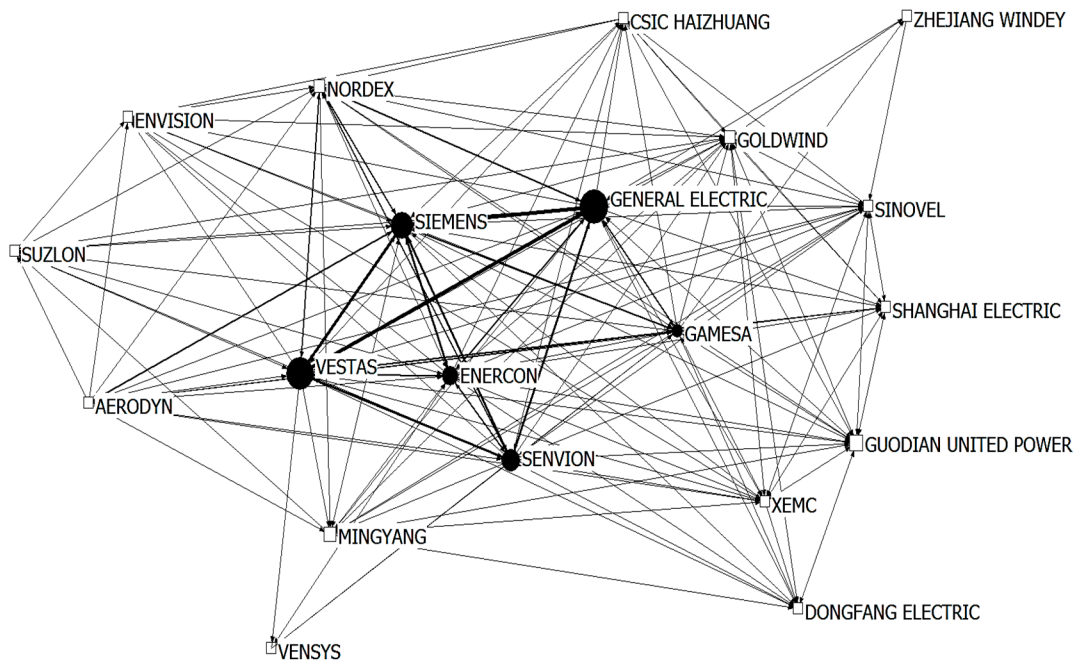 CSIC HAIZHUANG
ZHEJIANG WINDEY
NORDEX
ENVISION
GOLDWIND
GENERAL ELECTRIC
SINOVEL
SIEMENS
SUZLON
SHANGHAI ELECTRIC
GAMESA
VESTAS
ENERCON
AERODYN
GUODIAN UNITED POWER
SENVION
XEMC
MINGYANG
DONGFANG ELECTRIC
VENSYS